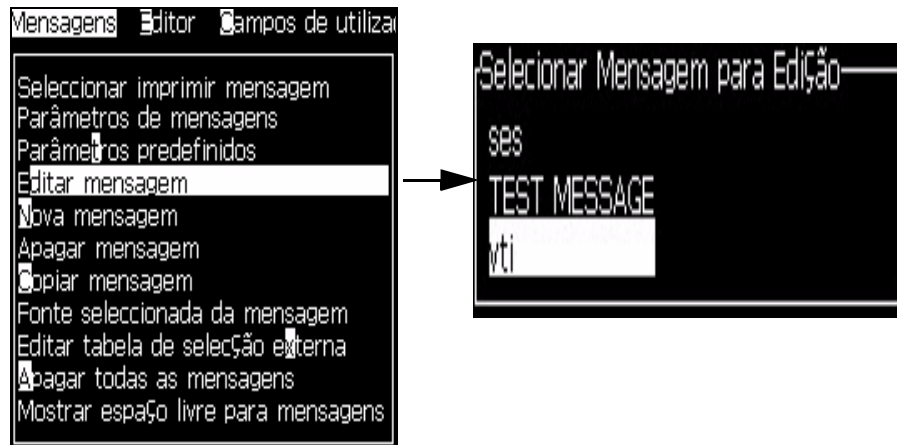 Mensagens Editor Campos de utiliza
Seleccionar imprimir mensagem
Parâmetros de mensagens
Parâmetros predefinidos
Editar mensagem
Nova mensagem
Apagar mensagem
Copiar mensagem
Fonte seleccionada da mensagem
Editar tabela de selecção externa
Apagar todas as mensagens
Mostrar espaço livre para mensagens
Selecionar Mensagem para Edição
ses
TEST MESSAGE
vti